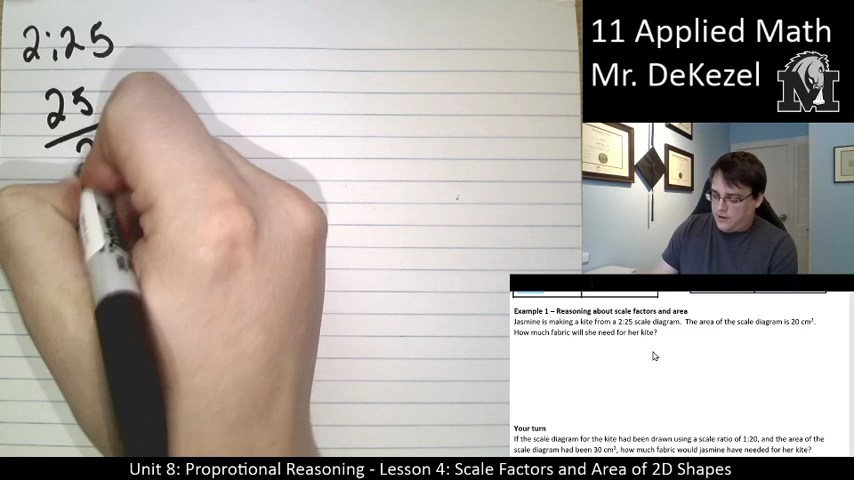 2:25
25
2
11 Applied Math
Mr. DeKezel
M
Example 1 – Reasoning about scale factors and area
Jasmine is making a kite from a 2:25 scale diagram. The area of the scale diagram is 20 cm².
How much fabric will she need for her kite?
Your turn
If the scale diagram for the kite had been drawn using a scale ratio of 1:20, and the area of the
scale diagram had been 30 cm², how much fabric would jasmine have needed for her kite?
Unit 8: Proprotional Reasoning - Lesson 4: Scale Factors and Area of 2D Shapes